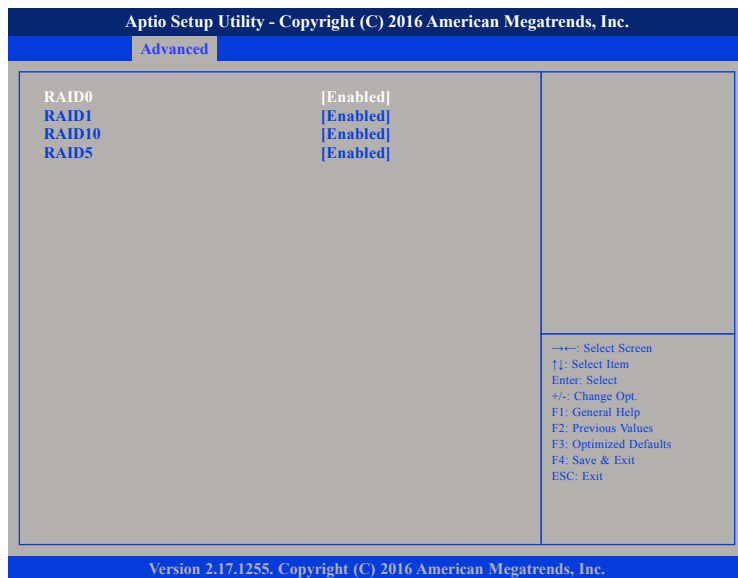 Aptio Setup Utility - Copyright (C) 2016 American Megatrends, Inc.
Advanced
RAID0 [Enabled]
RAID1 [Enabled]
RAID10 [Enabled]
RAID5 [Enabled]
→←: Select Screen
↑↓: Select Item
Enter: Select
+/-: Change Opt.
F1: General Help
F2: Previous Values
F3: Optimized Defaults
F4: Save & Exit
ESC: Exit
Version 2.17.1255. Copyright (C) 2016 American Megatrends, Inc.